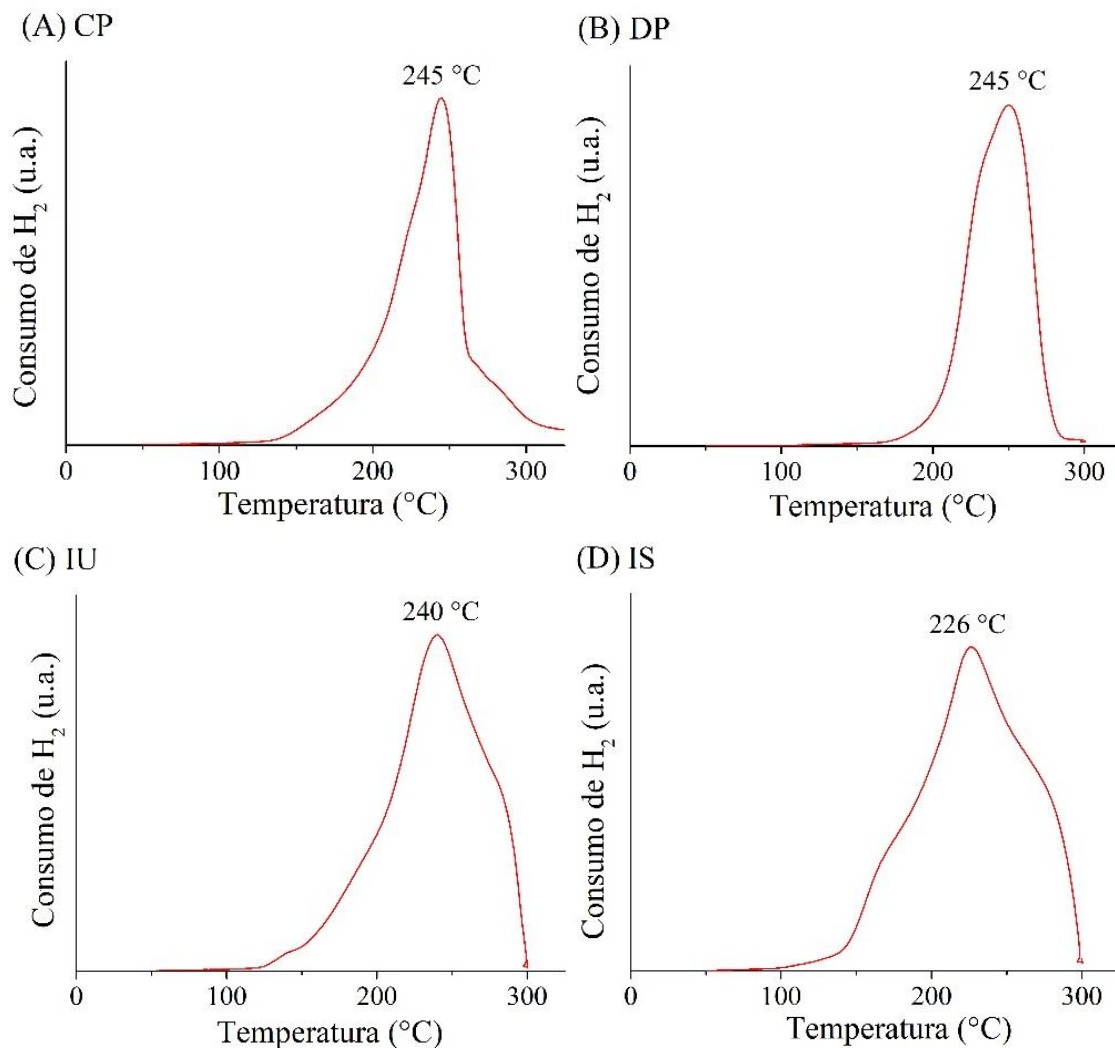 (A) CP
245 °C
Consumo de H₂ (u.a.)
0 100 200 300
Temperatura (°C)
(B) DP
245 °C
Consumo de H₂ (u.a.)
0 100 200 300
Temperatura (°C)
(C) IU
240 °C
Consumo de H₂ (u.a.)
0 100 200 300
Temperatura (°C)
(D) IS
226 °C
Consumo de H₂ (u.a.)
0 100 200 300
Temperatura (°C)